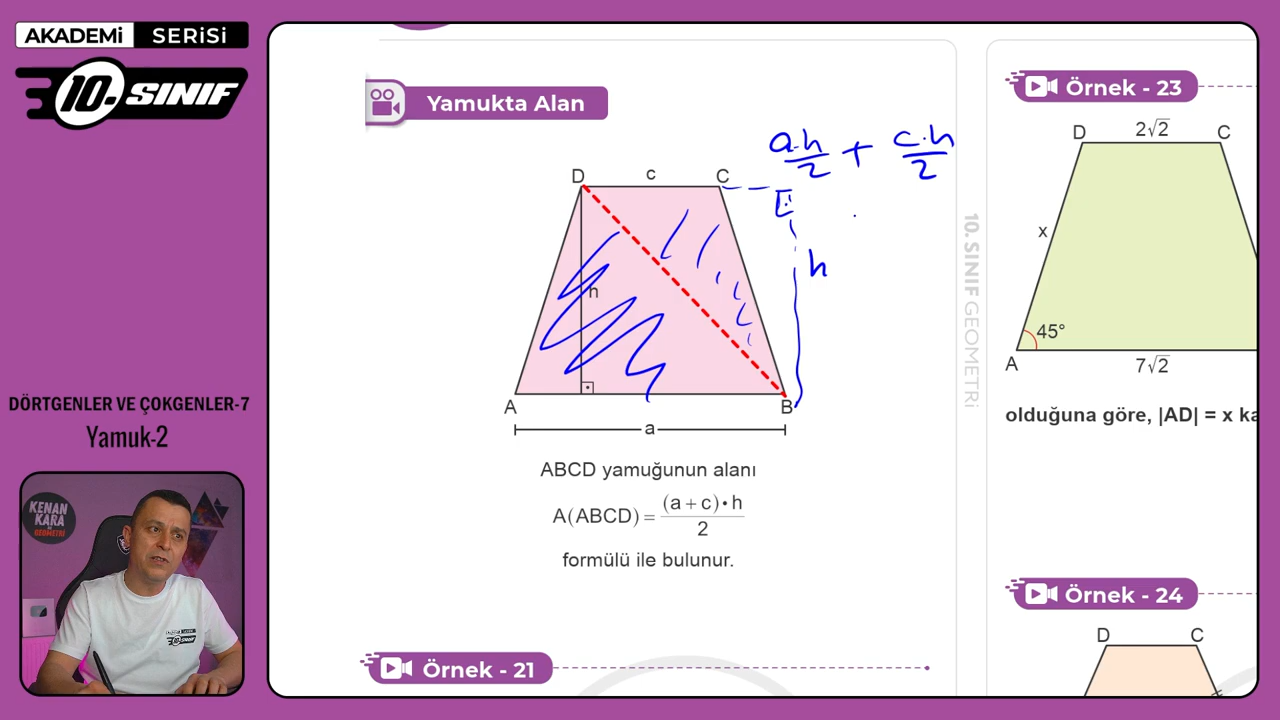 AKADEMi SERiSi
10. SINIF
DÖRTGENLER VE ÇOKGENLER-7
Yamuk-2
KENAN
KARA
GEOMETRI
Yamukta Alan
a.h/2 + c.h/2
D c C
h
h
A B
a
ABCD yamuğunun alanı
A(ABCD) = (a + c) • h / 2
formülü ile bulunur.
Örnek - 21
10. SINIF GEOMETRi
Örnek - 23
D 2√2 C
x
45°
A 7√2
olduğuna göre, |AD| = x ka
Örnek - 24
D C